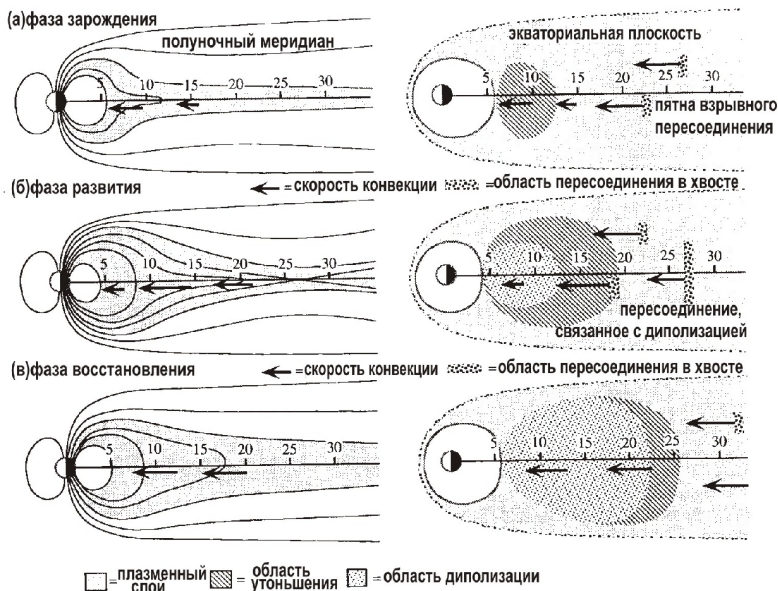 (а)фаза зарождения
полуночный меридиан
5 10 15 20 25 30
экваториальная плоскость
5 10 15 20 25 30
пятна взрывного
пересоединения
(б)фаза развития
=скорость конвекции =область пересоединения в хвосте
5 10 15 20 25 30
5 10 15 20 25 30
пересоединение,
связанное с диполизацией
(в)фаза восстановления
=скорость конвекции =область пересоединения в хвосте
5 10 15 20 25 30
5 10 15 20 25 30
=плазменный
слой
=область
утоньшения
=область диполизации